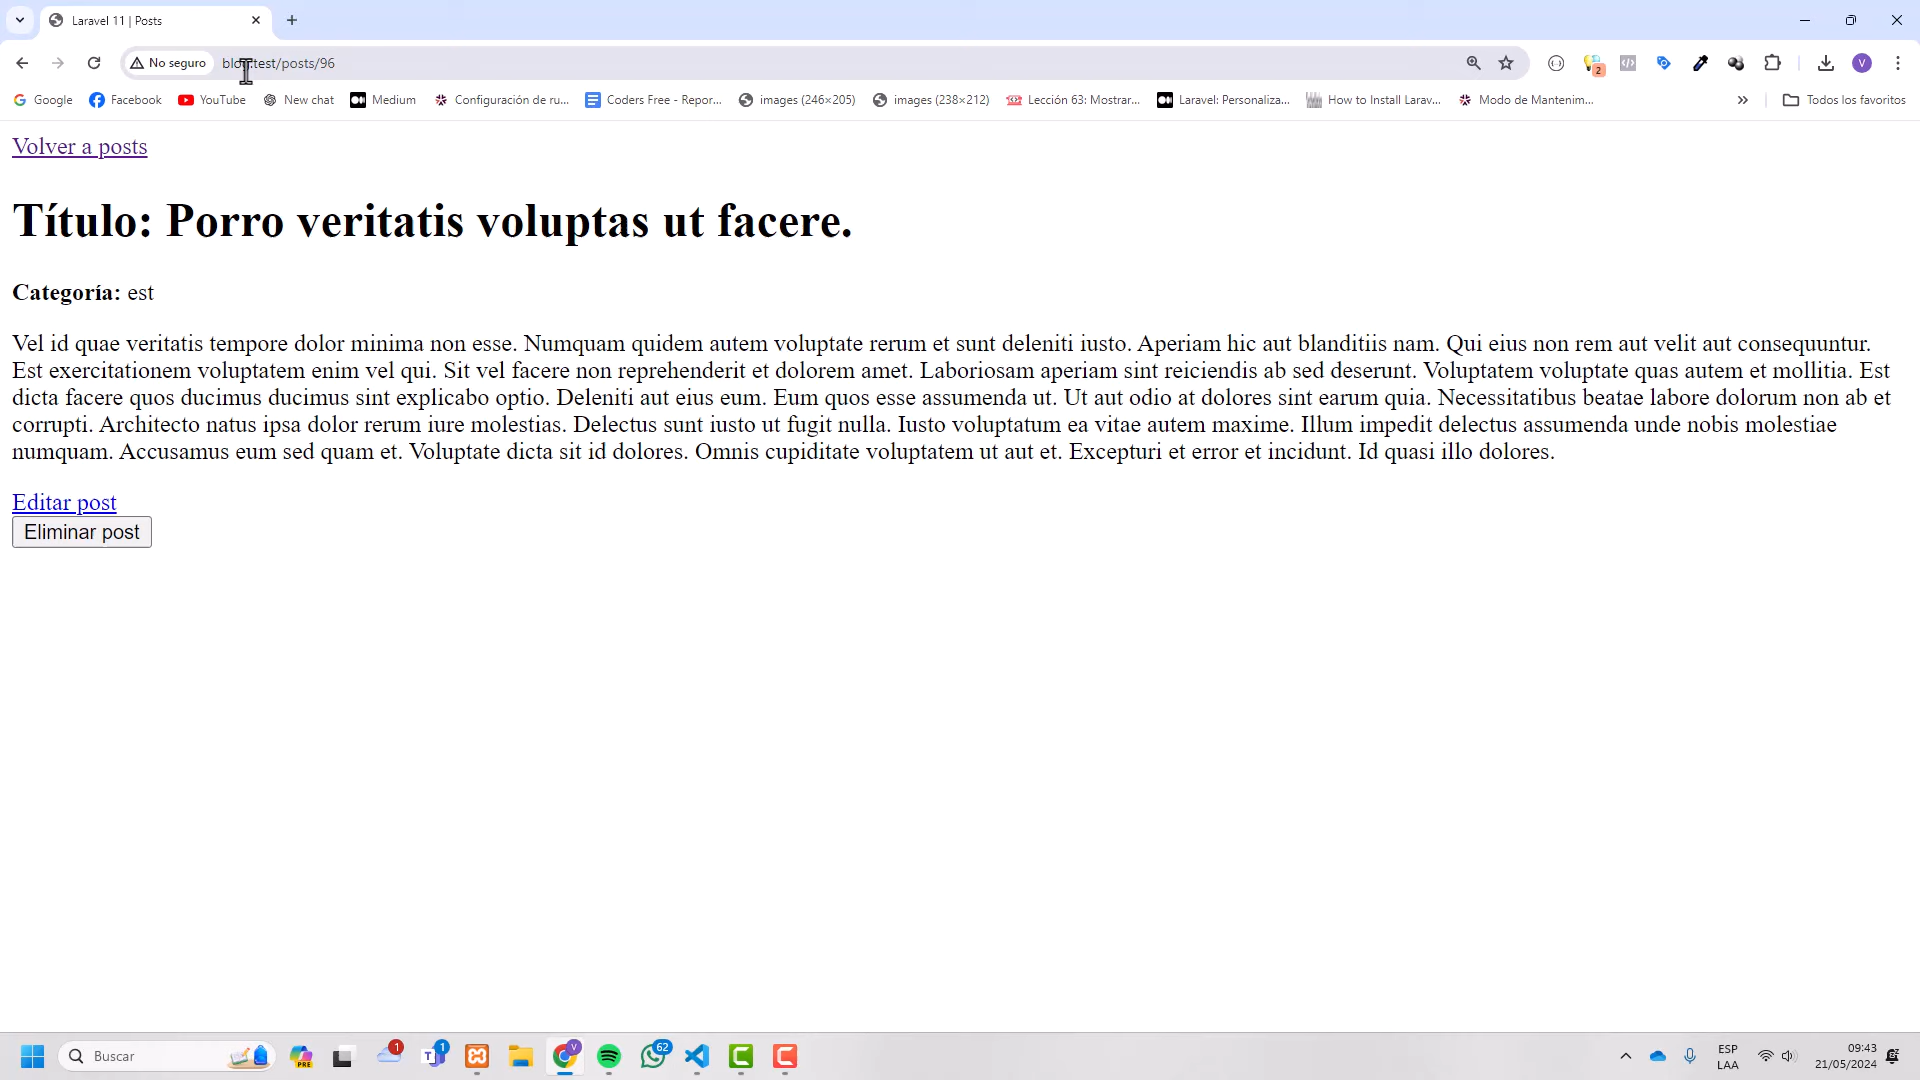 Laravel 11 | Posts
No seguro
blog.test/posts/96
2
V
Google
Facebook
YouTube
New chat
Medium
Configuración de ru...
Coders Free - Repor...
images (246×205)
images (238×212)
Lección 63: Mostrar...
Laravel: Personaliza...
How to Install Larav...
Modo de Mantenim...
Todos los favoritos
Volver a posts
Título: Porro veritatis voluptas ut facere.
Categoría: est
Vel id quae veritatis tempore dolor minima non esse. Numquam quidem autem voluptate rerum et sunt deleniti iusto. Aperiam hic aut blanditiis nam. Qui eius non rem aut velit aut consequuntur.
Est exercitationem voluptatem enim vel qui. Sit vel facere non reprehenderit et dolorem amet. Laboriosam aperiam sint reiciendis ab sed deserunt. Voluptatem voluptate quas autem et mollitia. Est
dicta facere quos ducimus ducimus sint explicabo optio. Deleniti aut eius eum. Eum quos esse assumenda ut. Ut aut odio at dolores sint earum quia. Necessitatibus beatae labore dolorum non ab et
corrupti. Architecto natus ipsa dolor rerum iure molestias. Delectus sunt iusto ut fugit nulla. Iusto voluptatum ea vitae autem maxime. Illum impedit delectus assumenda unde nobis molestiae
numquam. Accusamus eum sed quam et. Voluptate dicta sit id dolores. Omnis cupiditate voluptatem ut aut et. Excepturi et error et incidunt. Id quasi illo dolores.
Editar post
Eliminar post
Buscar
PRE
1
1
V
62
ESP
LAA
09:43
21/05/2024